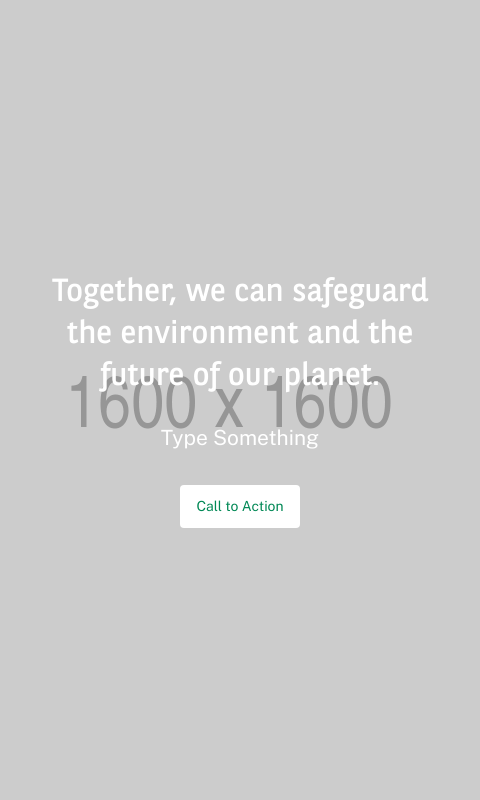 Together, we can safeguard
the environment and the
future of our planet.
1600 x 1600
Type Something
Call to Action